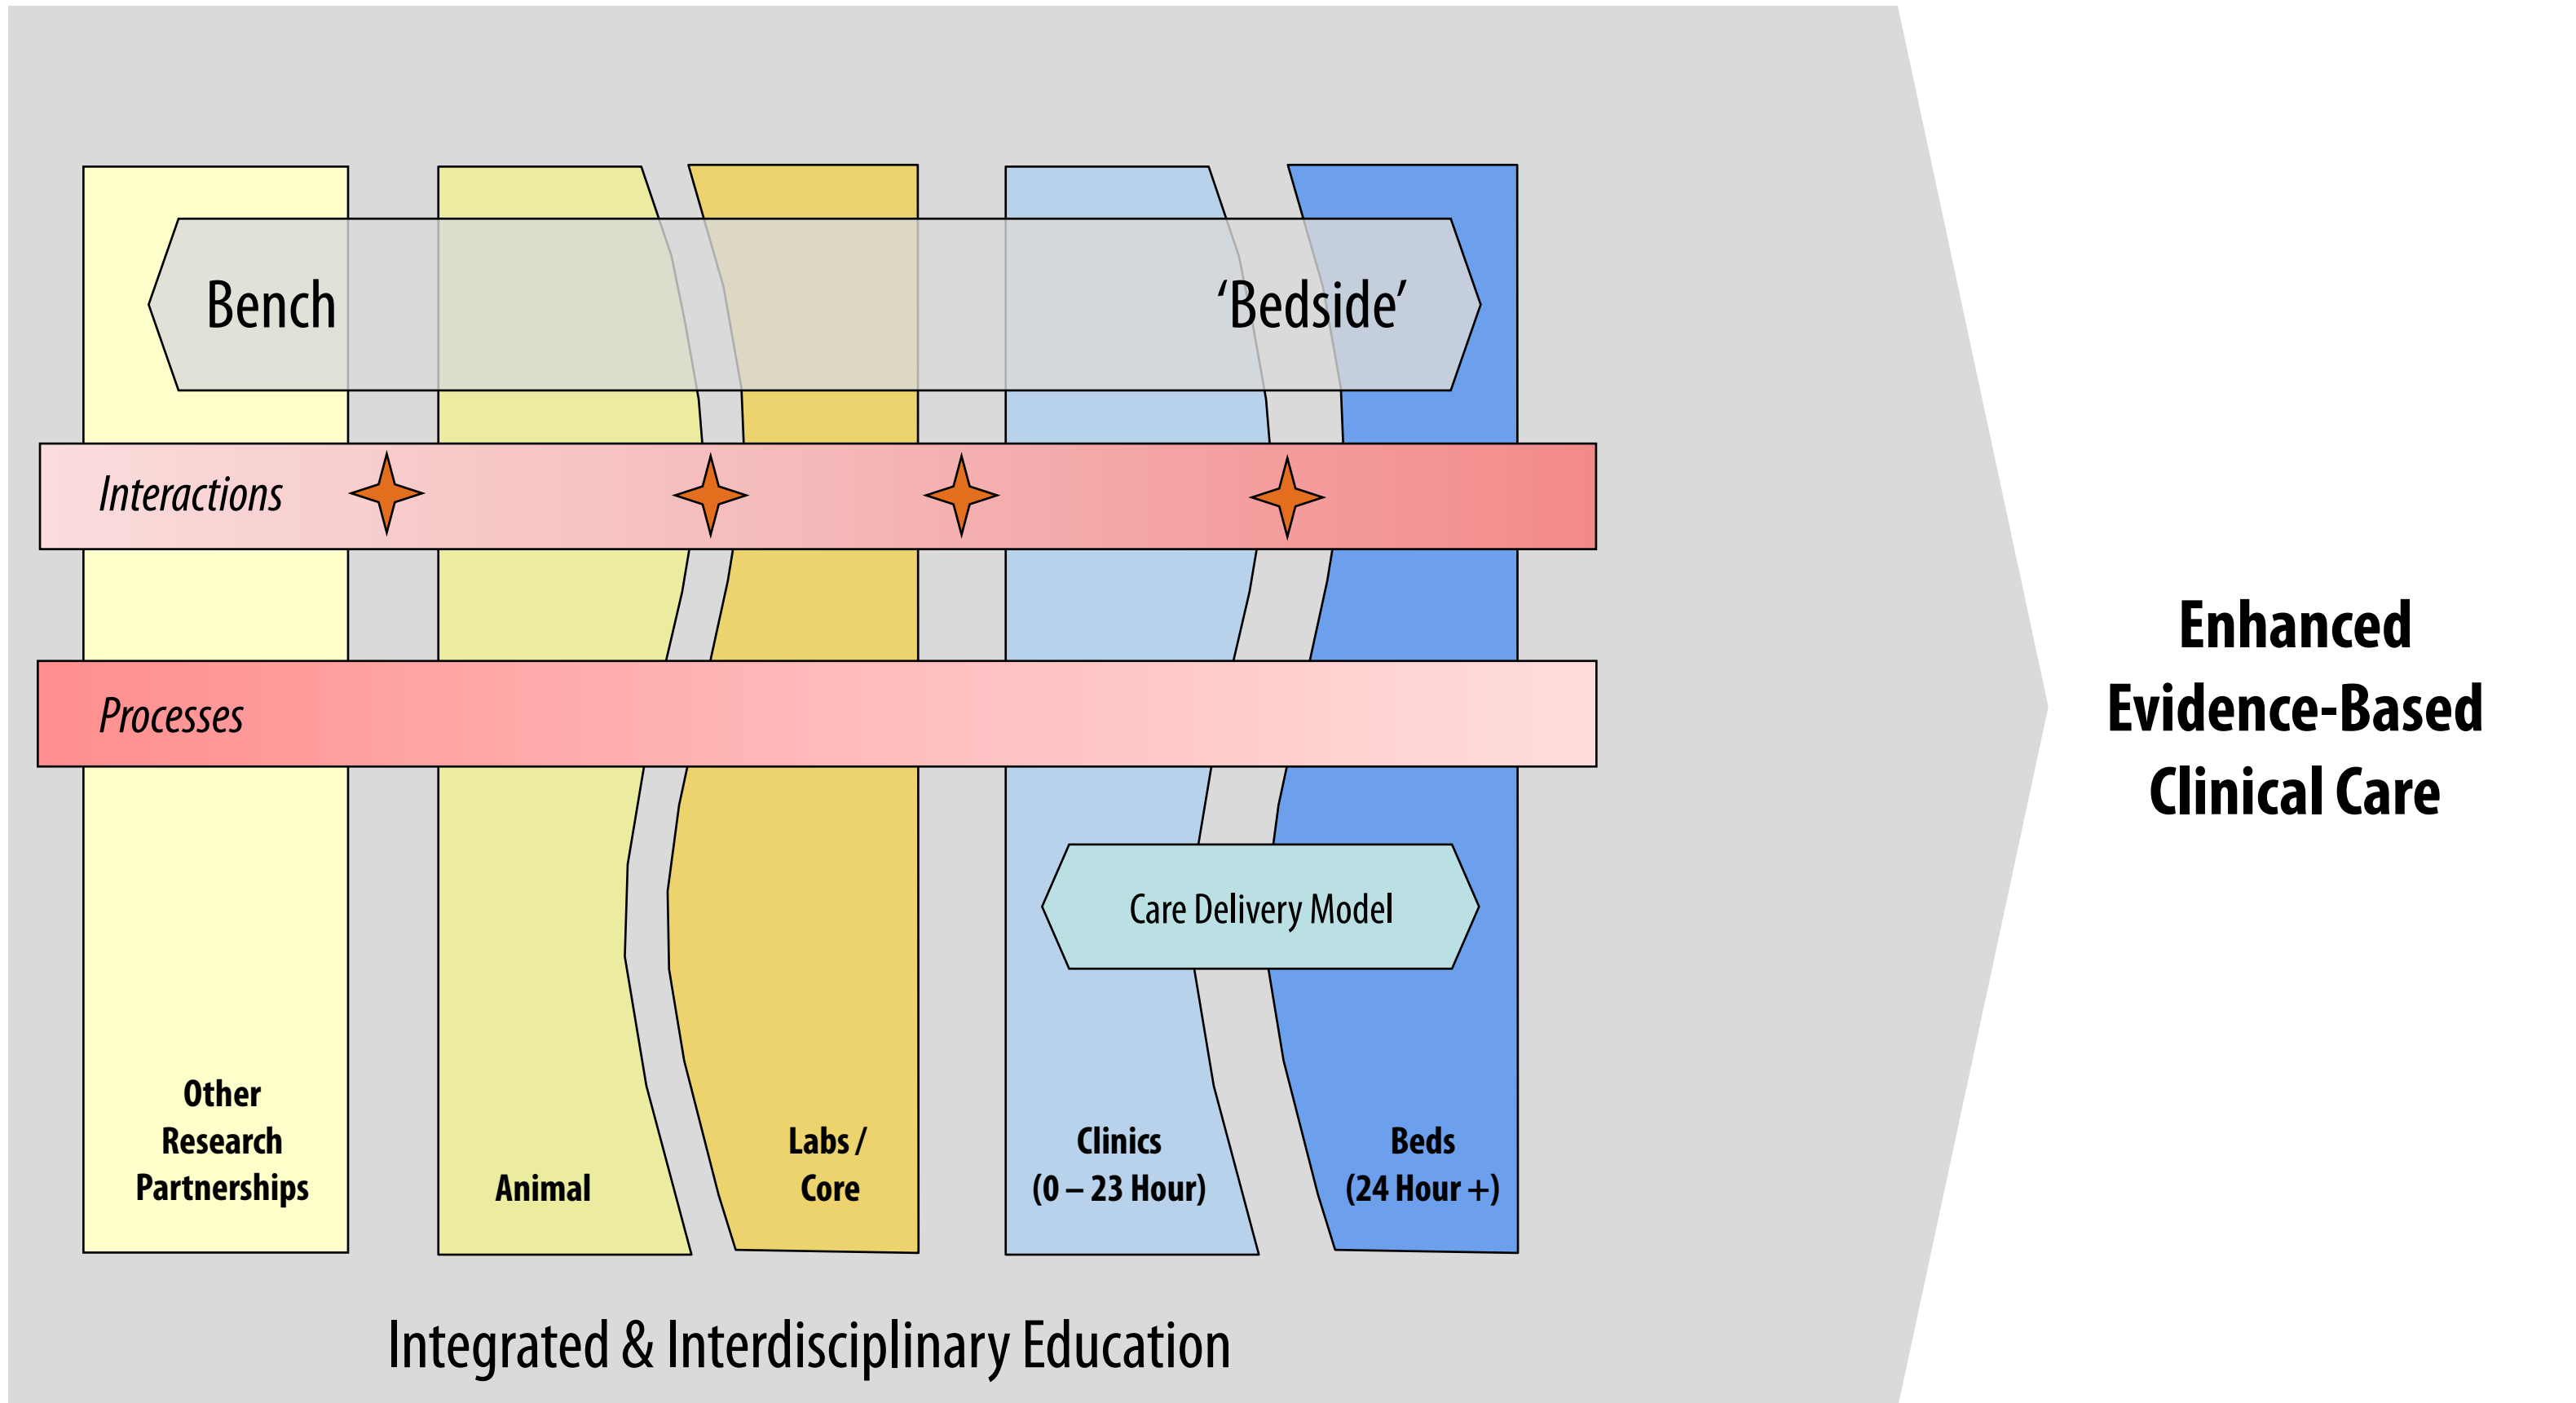 Bench
‘Bedside’
Interactions
Processes
Care Delivery Model
Other
Research
Partnerships
Animal
Labs /
Core
Clinics
(0 – 23 Hour)
Beds
(24 Hour +)
Integrated & Interdisciplinary Education
Enhanced
Evidence-Based
Clinical Care